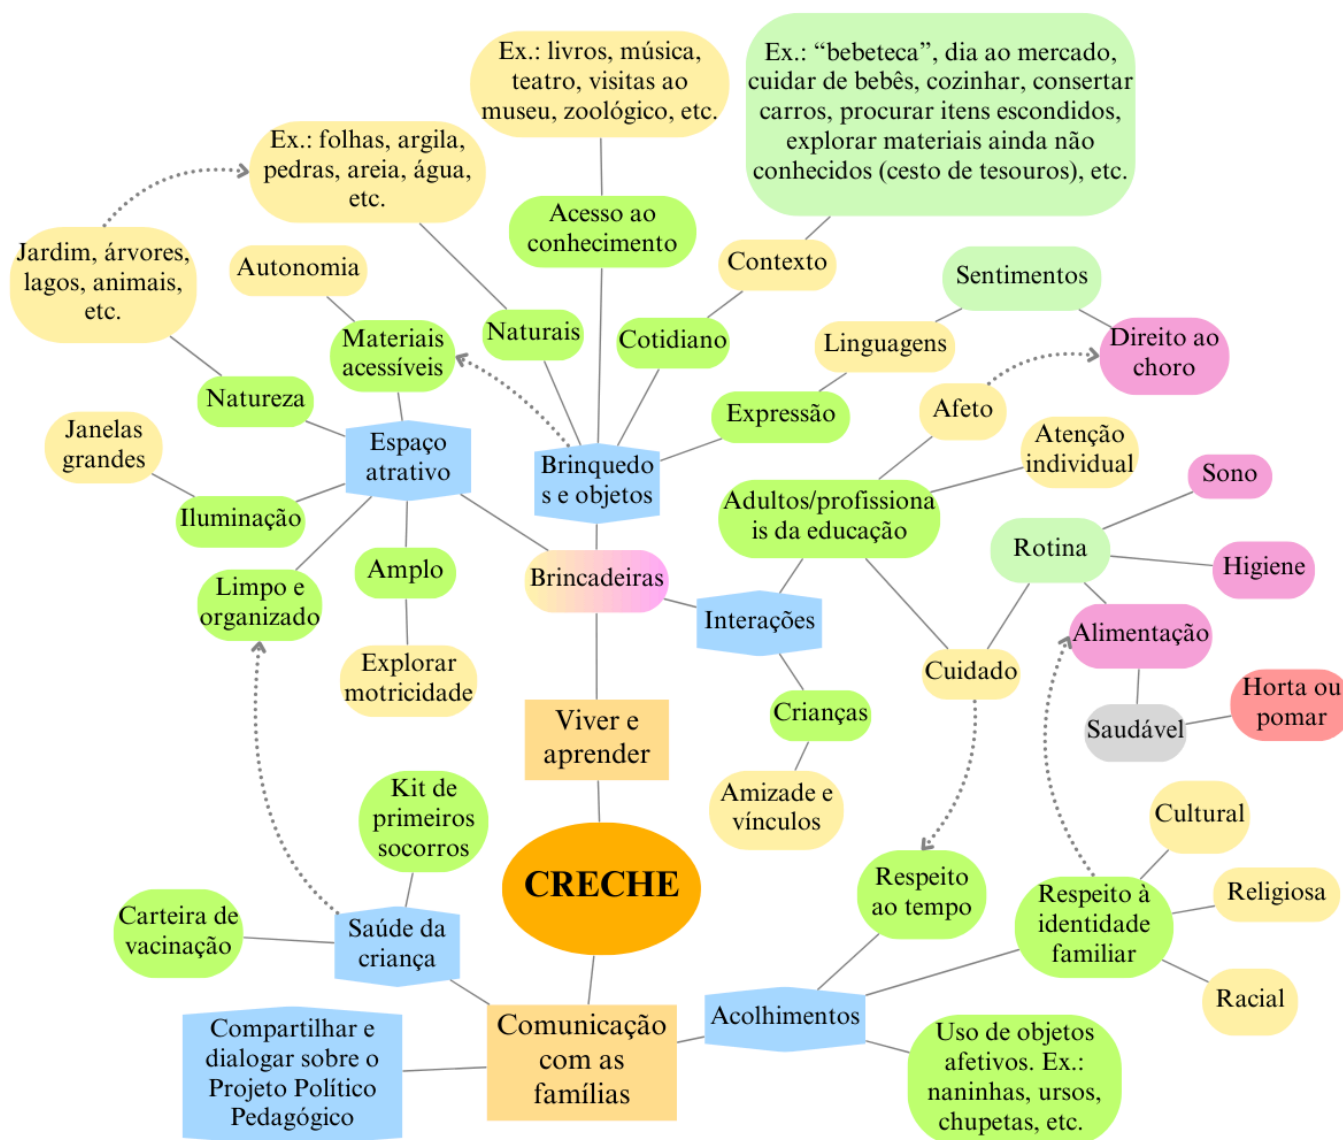 Ex.: livros, música,
teatro, visitas ao
museu, zoológico, etc.
Ex.: “bebeteca”, dia ao mercado,
cuidar de bebês, cozinhar, consertar
carros, procurar itens escondidos,
explorar materiais ainda não
conhecidos (cesto de tesouros), etc.
Ex.: folhas, argila,
pedras, areia, água,
etc.
Acesso ao
conhecimento
Jardim, árvores,
lagos, animais,
etc.
Autonomia
Contexto
Sentimentos
Materiais
acessíveis
Naturais
Cotidiano
Linguagens
Direito ao
choro
Natureza
Expressão
Afeto
Janelas
grandes
Espaço
atrativo
Brinquedo
s e objetos
Atenção
individual
Sono
Iluminação
Adultos/profissiona
is da educação
Rotina
Limpo e
organizado
Amplo
Brincadeiras
Interações
Higiene
Alimentação
Explorar
motricidade
Cuidado
Viver e
aprender
Crianças
Saudável
Horta ou
pomar
Kit de
primeiros
socorros
Amizade e
vínculos
Cultural
CRECHE
Respeito
ao tempo
Respeito à
identidade
familiar
Religiosa
Carteira de
vacinação
Saúde da
criança
Racial
Compartilhar e
dialogar sobre o
Projeto Político
Pedagógico
Comunicação
com as
famílias
Acolhimentos
Uso de objetos
afetivos. Ex.:
naninhas, ursos,
chupetas, etc.